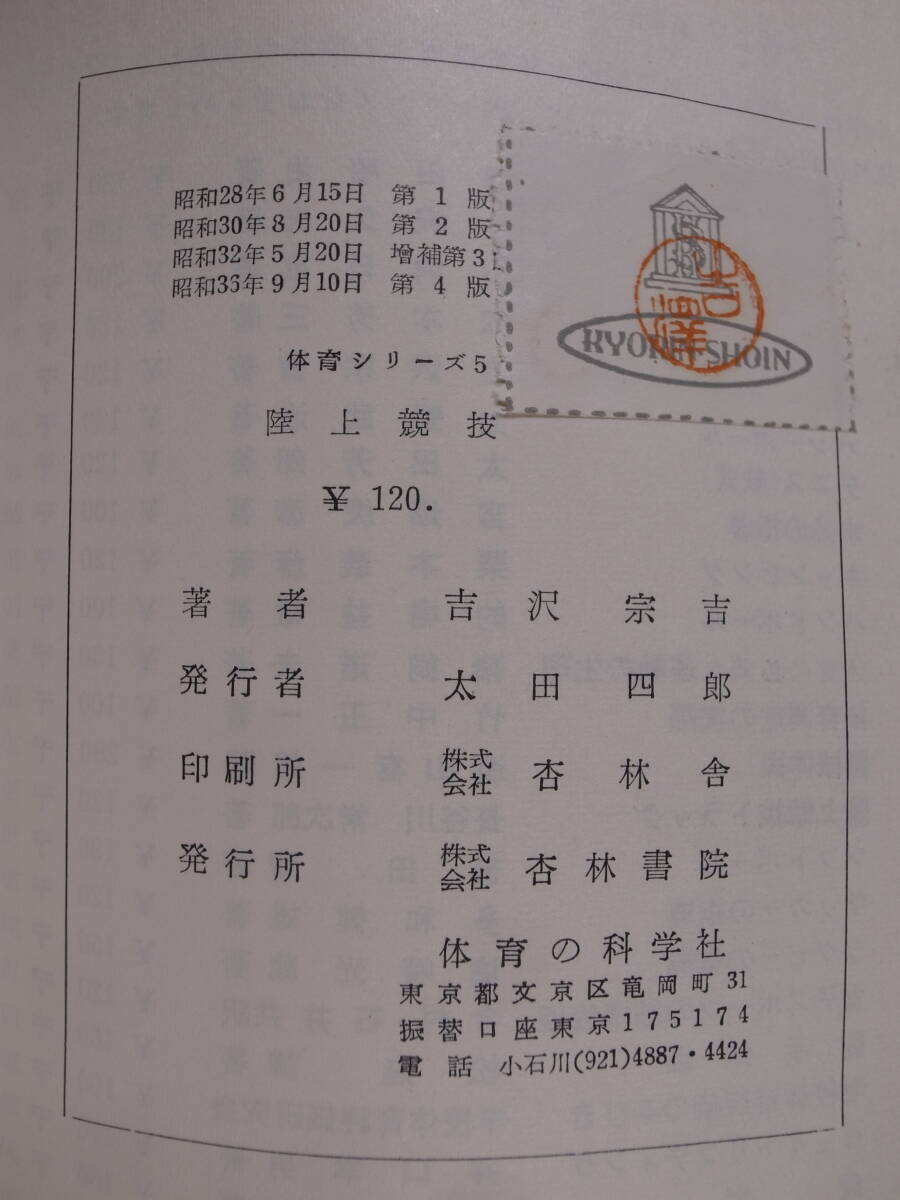 昭和28年6月15日 第1版
昭和30年8月20日 第2版
昭和32年5月20日 増補第3
昭和36年9月10日 第4版
体育シリーズ5
陸上競技
¥ 120.
KYORIN-SHOIN
著者 吉沢宗吉
発行者 太田四郎
印刷所 株式会社 杏林舎
発行所 株式会社 杏林書院
体育の科学社
東京都文京区竜岡町31
振替口座東京175174
電話 小石川(921)4887・4424